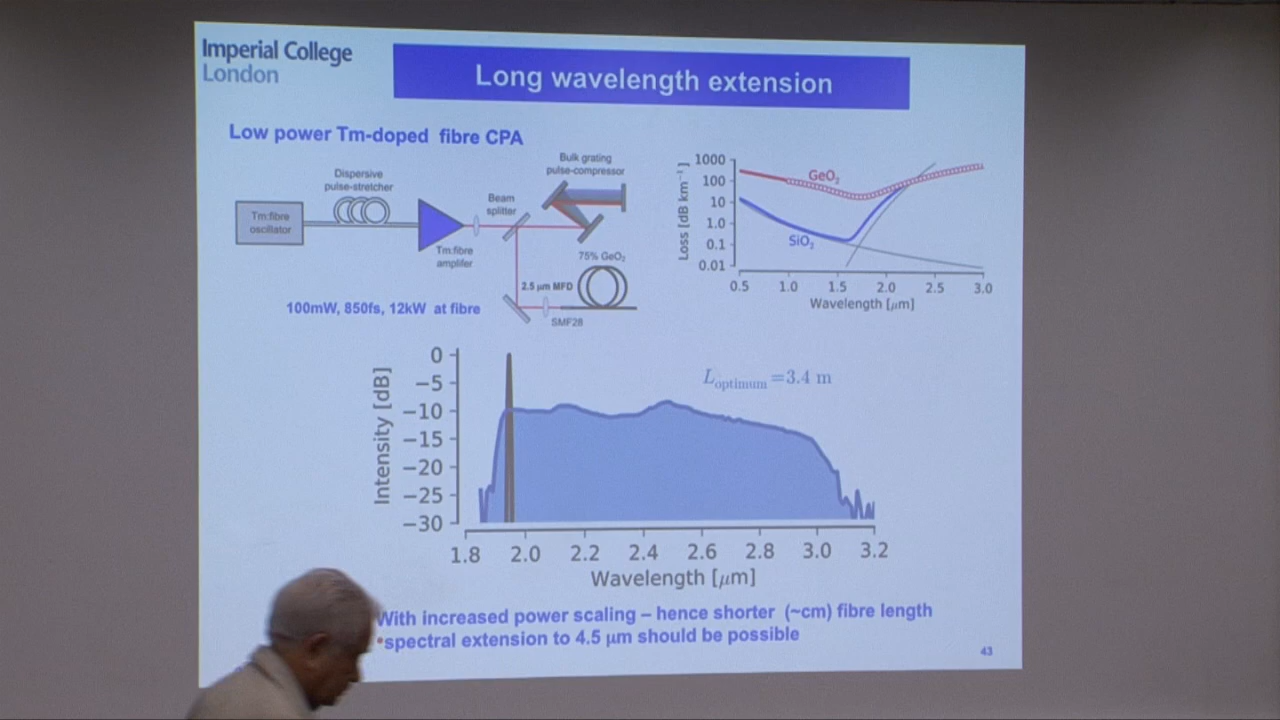 Imperial College
London
Long wavelength extension
Low power Tm-doped fibre CPA
Dispersive
pulse-stretcher
Bulk grating
pulse-compressor
Beam
splitter
Tm:fibre
oscillator
Tm:fibre
amplifer
75% GeO₂
2.5 µm MFD
SMF28
100mW, 850fs, 12kW at fibre
Loss [dB km⁻¹]
1000
100
10
1.0
0.1
0.01
GeO₂
SiO₂
0.5 1.0 1.5 2.0 2.5 3.0
Wavelength [µm]
Intensity [dB]
0
−5
−10
−15
−20
−25
−30
L optimum =3.4 m
1.8 2.0 2.2 2.4 2.6 2.8 3.0 3.2
Wavelength [µm]
With increased power scaling – hence shorter (~cm) fibre length
•spectral extension to 4.5 µm should be possible
43